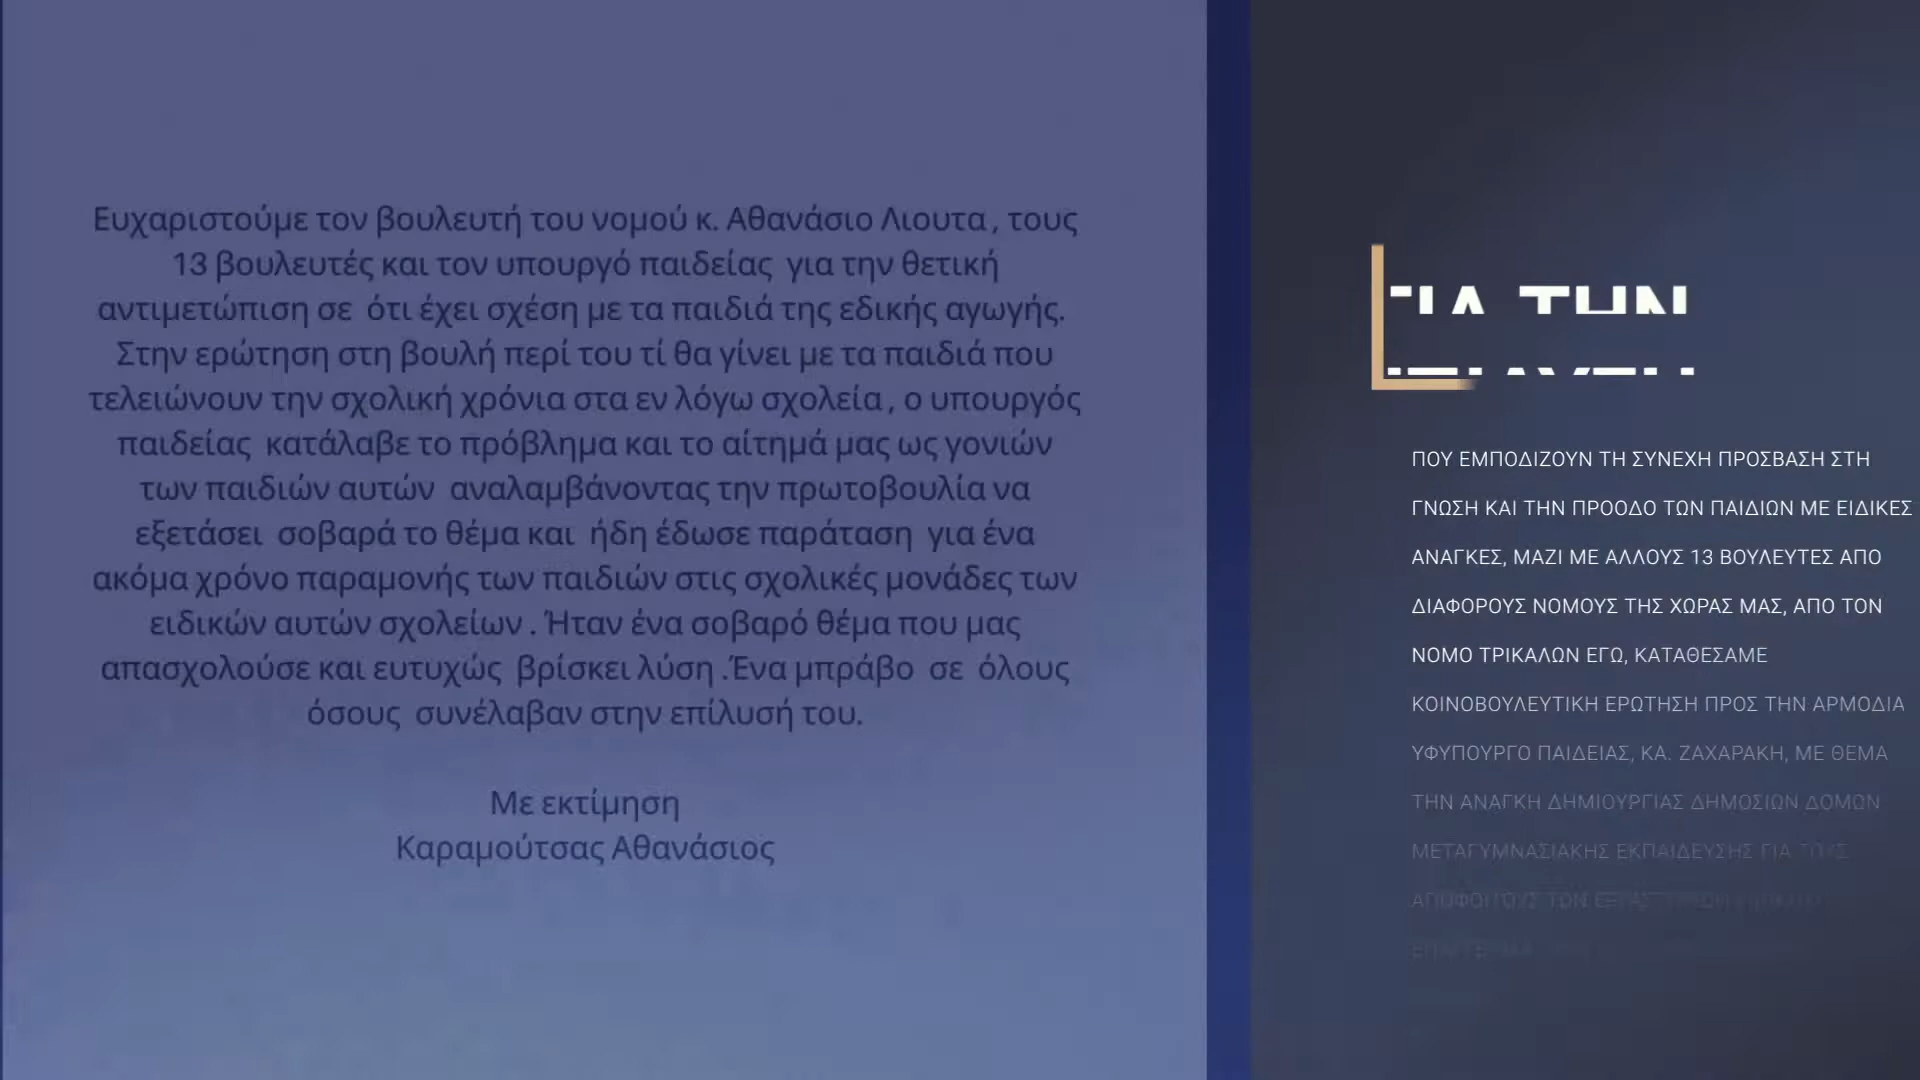 Ευχαριστούμε τον βουλευτή του νομού κ. Αθανάσιο Λιουτα , τους
13 βουλευτές και τον υπουργό παιδείας για την θετική
αντιμετώπιση σε ότι έχει σχέση με τα παιδιά της εδικής αγωγής.
Στην ερώτηση στη βουλή περί του τί θα γίνει με τα παιδιά που
τελειώνουν την σχολική χρόνια στα εν λόγω σχολεία , ο υπουργός
παιδείας κατάλαβε το πρόβλημα και το αίτημά μας ως γονιών
των παιδιών αυτών αναλαμβάνοντας την πρωτοβουλία να
εξετάσει σοβαρά το θέμα και ήδη έδωσε παράταση για ένα
ακόμα χρόνο παραμονής των παιδιών στις σχολικές μονάδες των
ειδικών αυτών σχολείων . Ήταν ένα σοβαρό θέμα που μας
απασχολούσε και ευτυχώς βρίσκει λύση .Ένα μπράβο σε όλους
όσους συνέλαβαν στην επίλυσή του.
Με εκτίμηση
Καραμούτσας Αθανάσιος
ΓΙΑ ΤΗΝ
ΠΟΥ ΕΜΠΟΔΙΖΟΥΝ ΤΗ ΣΥΝΕΧΗ ΠΡΟΣΒΑΣΗ ΣΤΗ
ΓΝΩΣΗ ΚΑΙ ΤΗΝ ΠΡΟΟΔΟ ΤΩΝ ΠΑΙΔΙΩΝ ΜΕ ΕΙΔΙΚΕΣ
ΑΝΑΓΚΕΣ, ΜΑΖΙ ΜΕ ΑΛΛΟΥΣ 13 ΒΟΥΛΕΥΤΕΣ ΑΠΟ
ΔΙΑΦΟΡΟΥΣ ΝΟΜΟΥΣ ΤΗΣ ΧΩΡΑΣ ΜΑΣ, ΑΠΟ ΤΟΝ
ΝΟΜΟ ΤΡΙΚΑΛΩΝ ΕΓΩ, ΚΑΤΑΘΕΣΑΜΕ
ΚΟΙΝΟΒΟΥΛΕΥΤΙΚΗ ΕΡΩΤΗΣΗ ΠΡΟΣ ΤΗΝ ΑΡΜΟΔΙΑ
ΥΦΥΠΟΥΡΓΟ ΠΑΙΔΕΙΑΣ, ΚΑ. ΖΑΧΑΡΑΚΗ, ΜΕ ΘΕΜΑ
ΤΗΝ ΑΝΑΓΚΗ ΔΗΜΙΟΥΡΓΙΑΣ ΔΗΜΟΣΙΩΝ ΔΟΜΩΝ
ΜΕΤΑΓΥΜΝΑΣΙΑΚΗΣ ΕΚΠΑΙΔΕΥΣΗΣ ΓΙΑ ΤΟΥΣ
ΑΠΟΦΟΙΤΟΥΣ ΤΩΝ